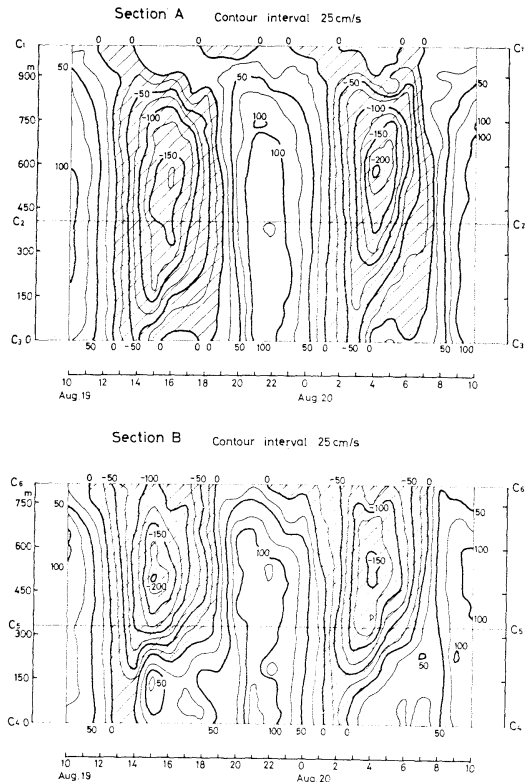 Section A Contour interval 25 cm/s
C1 0 0 0 0 0 C1
m
900 50 -50 50 -50 50
-100 -100
750 100 100
-150 100
600 100 -150 -200
450
C2 C2
300
150
C3 0 50 0 -50 0 0 50 100 50 0 -50 0 50 100 C3
10 12 14 16 18 20 22 0 2 4 6 8 10
Aug.19 Aug.20
Section B Contour interval 25 cm/s
C6 0 -50 -100 -50 0 0 -50 -50 0 C6
m
750 50 -100 50
-150
600 100 100 100
-150
450 -200
100
C5 C5
300
50
150 50
C4 0 50 0 50 100 50 0 0 50 C4
10 12 14 16 18 20 22 0 2 4 6 8 10
Aug.19 Aug.20